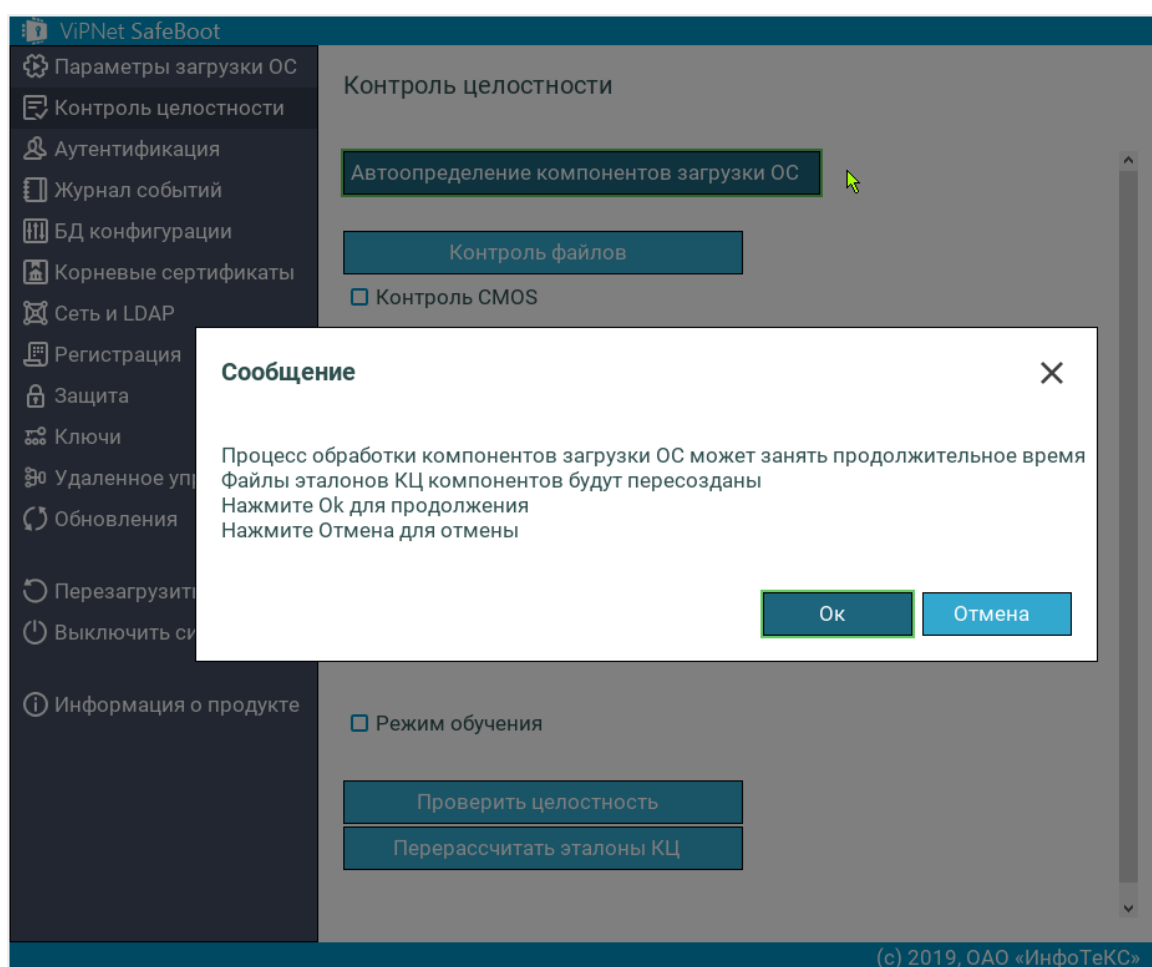 ViPNet SafeBoot
Параметры загрузки ОС
Контроль целостности
Аутентификация
Журнал событий
БД конфигурации
Корневые сертификаты
Сеть и LDAP
Регистрация
Защита
Ключи
Удаленное
Обновления
Перезагрузить
Выключить
Информация о продукте
Контроль целостности
Автоопределение компонентов загрузки ОС
Контроль файлов
Контроль CMOS
Сообщение
Процесс обработки компонентов загрузки ОС может занять продолжительное время
Файлы эталонов КЦ компонентов будут пересозданы
Нажмите Ok для продолжения
Нажмите Отмена для отмены
Ок
Отмена
Режим обучения
Проверить целостность
Перерассчитать эталоны КЦ
(c) 2019, ОАО «ИнфоТеКС»